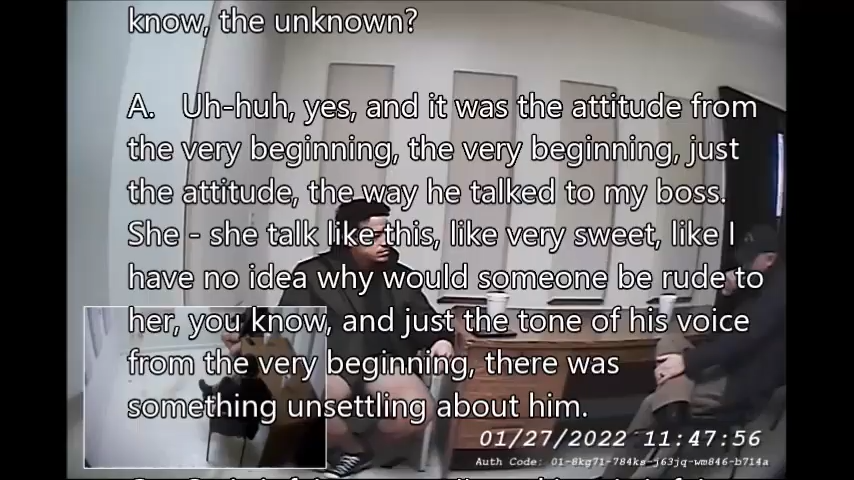 know, the unknown?
A. Uh-huh, yes, and it was the attitude from
the very beginning, the very beginning, just
the attitude, the way he talked to my boss.
She - she talk like this, like very sweet, like I
have no idea why would someone be rude to
her, you know, and just the tone of his voice
from the very beginning, there was
something unsettling about him.
01/27/2022 11:47:56
Auth Code: 01-8kg71-784ks-j63jq-wm846-b714a